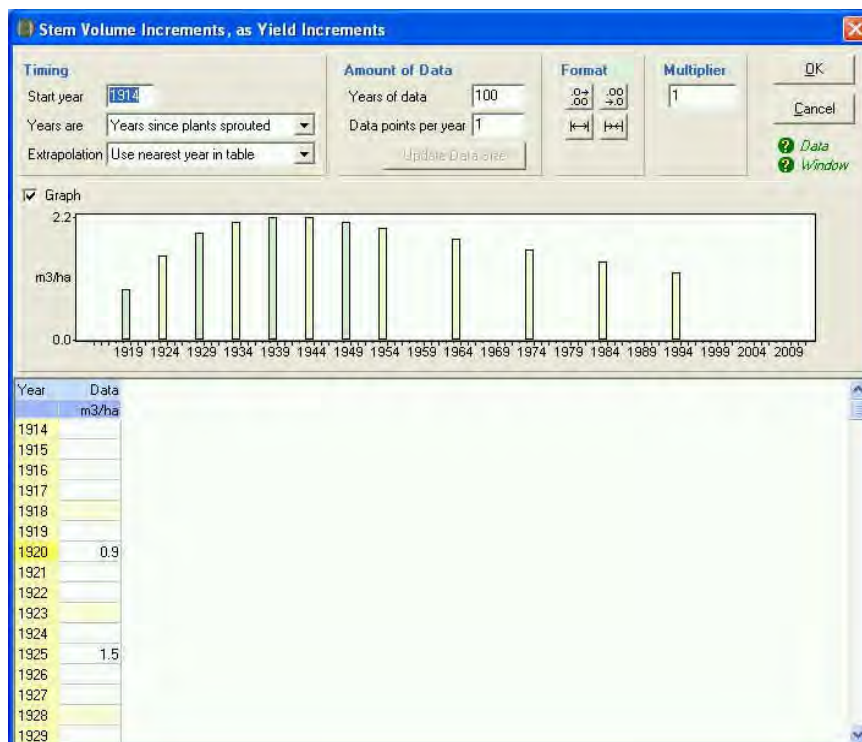 Stem Volume Increments, as Yield Increments
Timing
Start year 1914
Years are Years since plants sprouted
Extrapolation Use nearest year in table
Amount of Data
Years of data 100
Data points per year 1
Update Data size
Format
.0 .00
.00 .0
Multiplier
1
OK
Cancel
? Data
? Window
Graph
2.2
m3/ha
0.0
1919 1924 1929 1934 1939 1944 1949 1954 1959 1964 1969 1974 1979 1984 1989 1994 1999 2004 2009
Year Data
m3/ha
1914
1915
1916
1917
1918
1919
1920 0.9
1921
1922
1923
1924
1925 1.5
1926
1927
1928
1929